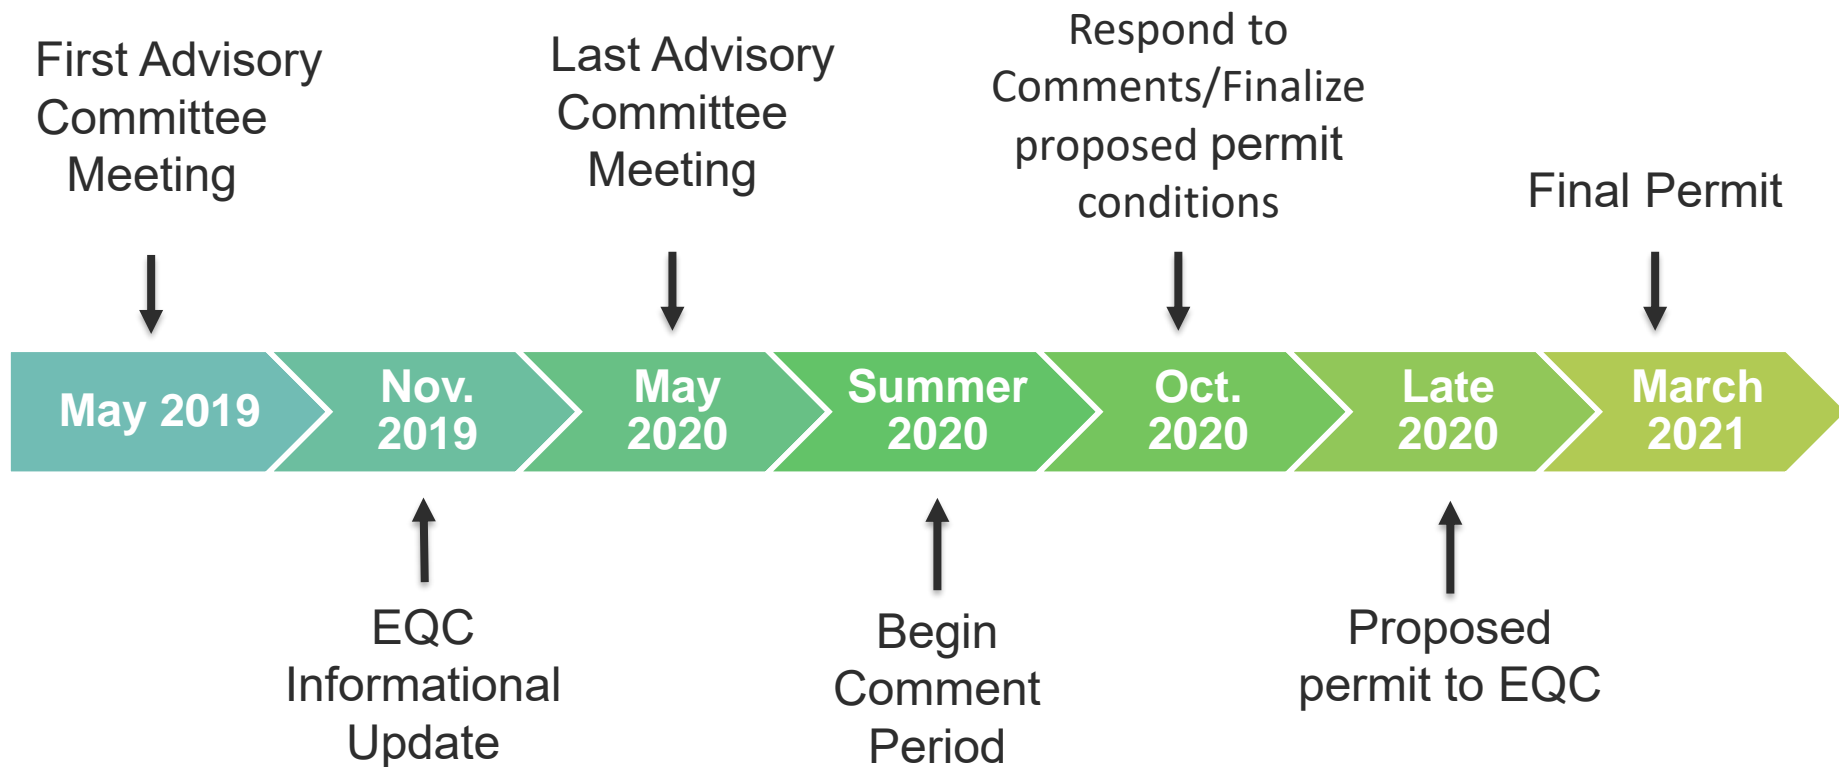 First Advisory
Committee
Meeting
Last Advisory
Committee
Meeting
Respond to
Comments/Finalize
proposed permit
conditions
Final Permit
May 2019
Nov.
2019
May
2020
Summer
2020
Oct.
2020
Late
2020
March
2021
EQC
Informational
Update
Begin
Comment
Period
Proposed
permit to EQC